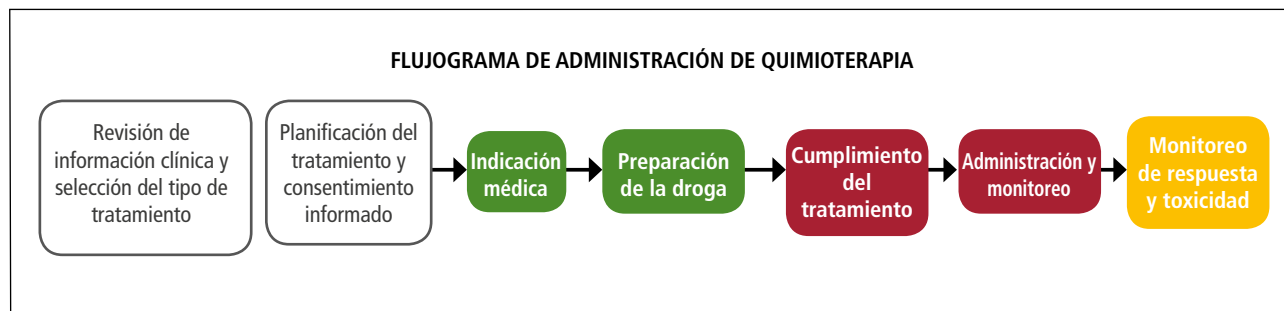 FLUJOGRAMA DE ADMINISTRACIÓN DE QUIMIOTERAPIA
Revisión de
información clínica y
selección del tipo de
tratamiento
Planificación del
tratamiento y
consentimiento
informado
Indicación
médica
Preparación
de la droga
Cumplimiento
del
tratamiento
Administración y
monitoreo
Monitoreo
de respuesta
y toxicidad